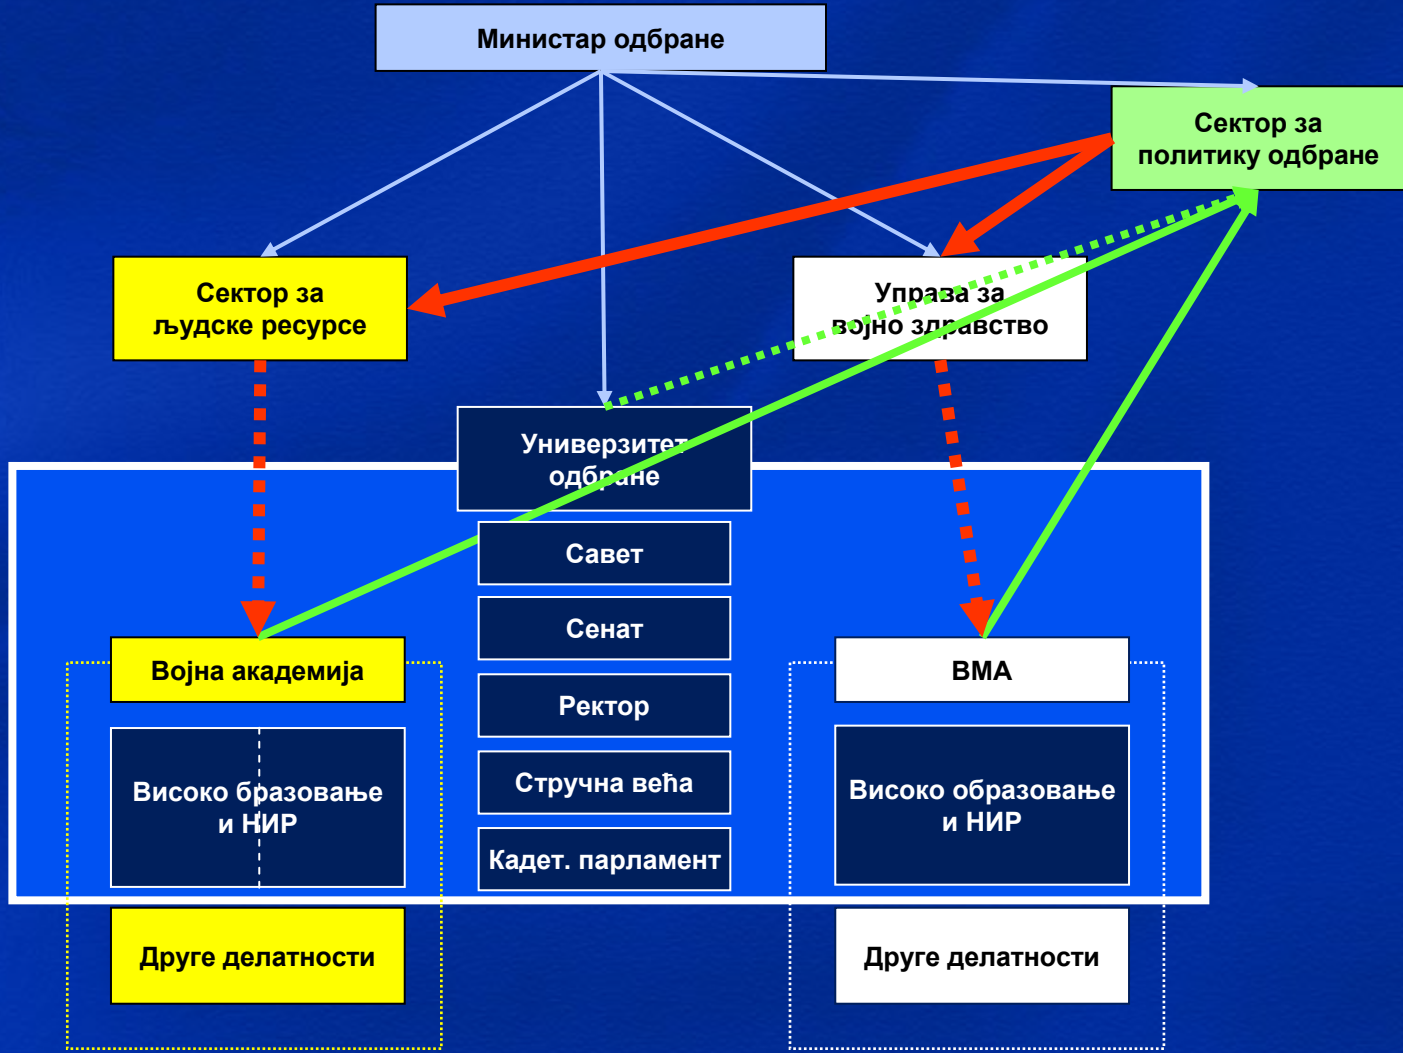 Министар одбране
Сектор за
политику одбране
Сектор за
људске ресурсе
Управа за
војно здравство
Универзитет
одбране
Савет
Сенат
Ректор
Стручна већа
Кадет. парламент
Војна академија
Високо бразовање
и НИР
Друге делатности
ВМА
Високо образовање
и НИР
Друге делатности